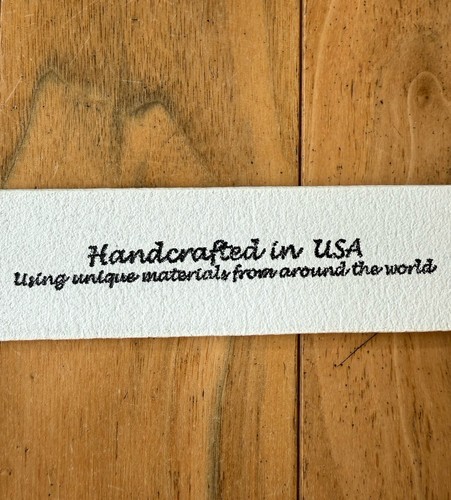 Handcrafted in USA
Using unique materials from around the world